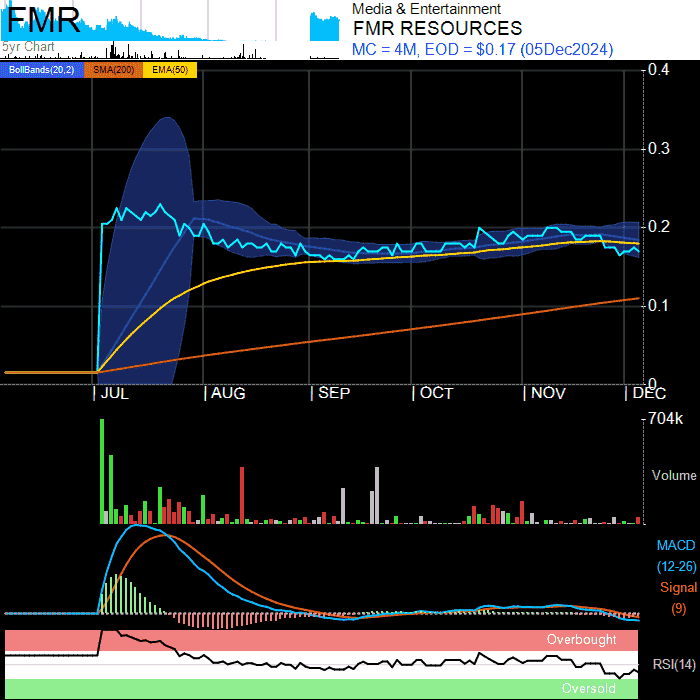 FMR
5yr Chart
Media & Entertainment
FMR RESOURCES
MC = 4M, EOD = $0.17 (05Dec2024)
BollBands(20,2) SMA(200) EMA(50)
0.4
0.3
0.2
0.1
0
JUL AUG SEP OCT NOV DEC
704k
Volume
MACD
(12-26)
Signal
(9)
Overbought
RSI(14)
Oversold